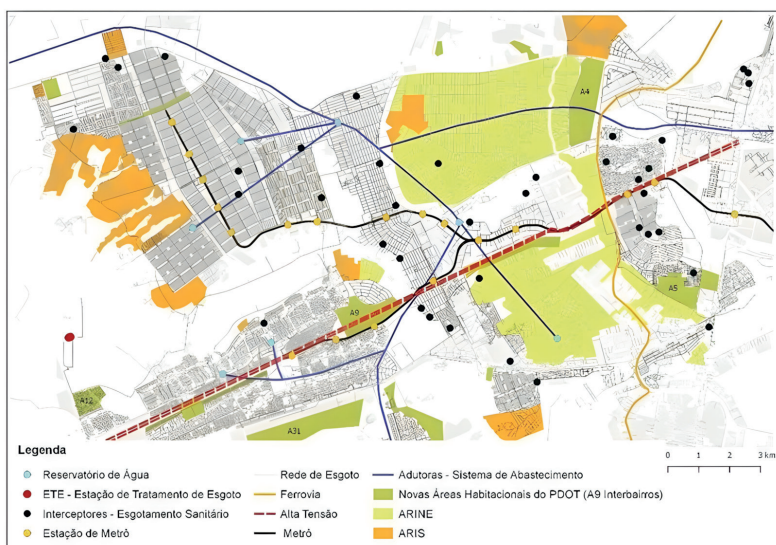 A4
A5
A9
A12
A31
0 1 2 3 km
Legenda
Reservatório de Água
ETE - Estação de Tratamento de Esgoto
Interceptores - Esgotamento Sanitário
Estação de Metrô
Rede de Esgoto
Ferrovia
Alta Tensão
Metrô
Adutoras - Sistema de Abastecimento
Novas Áreas Habitacionais do PDOT (A9 Interbairros)
ARINE
ARIS